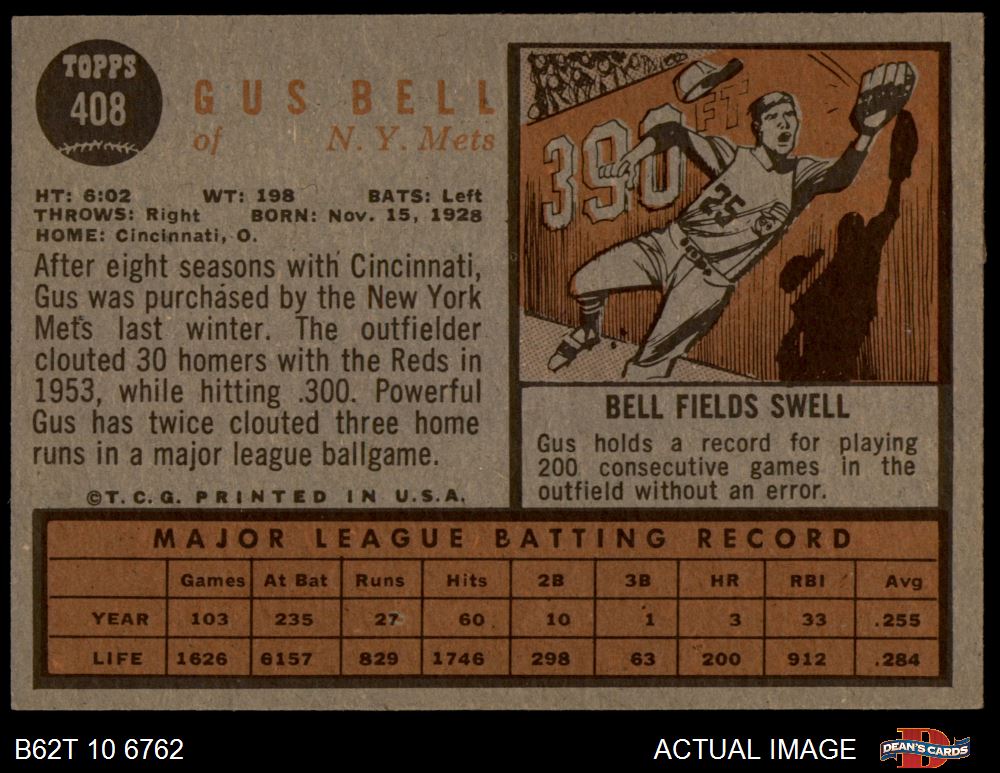 TOPPS
408
GUS BELL
of N. Y. Mets
HT: 6:02 WT: 198 BATS: Left
THROWS: Right BORN: Nov. 15, 1928
HOME: Cincinnati, O.
After eight seasons with Cincinnati,
Gus was purchased by the New York
Mets last winter. The outfielder
clouted 30 homers with the Reds in
1953, while hitting .300. Powerful
Gus has twice clouted three home
runs in a major league ballgame.
©T.C.G. PRINTED IN U.S.A.
390 FT
25
BELL FIELDS SWELL
Gus holds a record for playing
200 consecutive games in the
outfield without an error.
MAJOR LEAGUE BATTING RECORD
Games At Bat Runs Hits 2B 3B HR RBI Avg
YEAR 103 235 27 60 10 1 3 33 .255
LIFE 1626 6157 829 1746 298 63 200 912 .284
B62T 10 6762 ACTUAL IMAGE DEAN'S CARDS